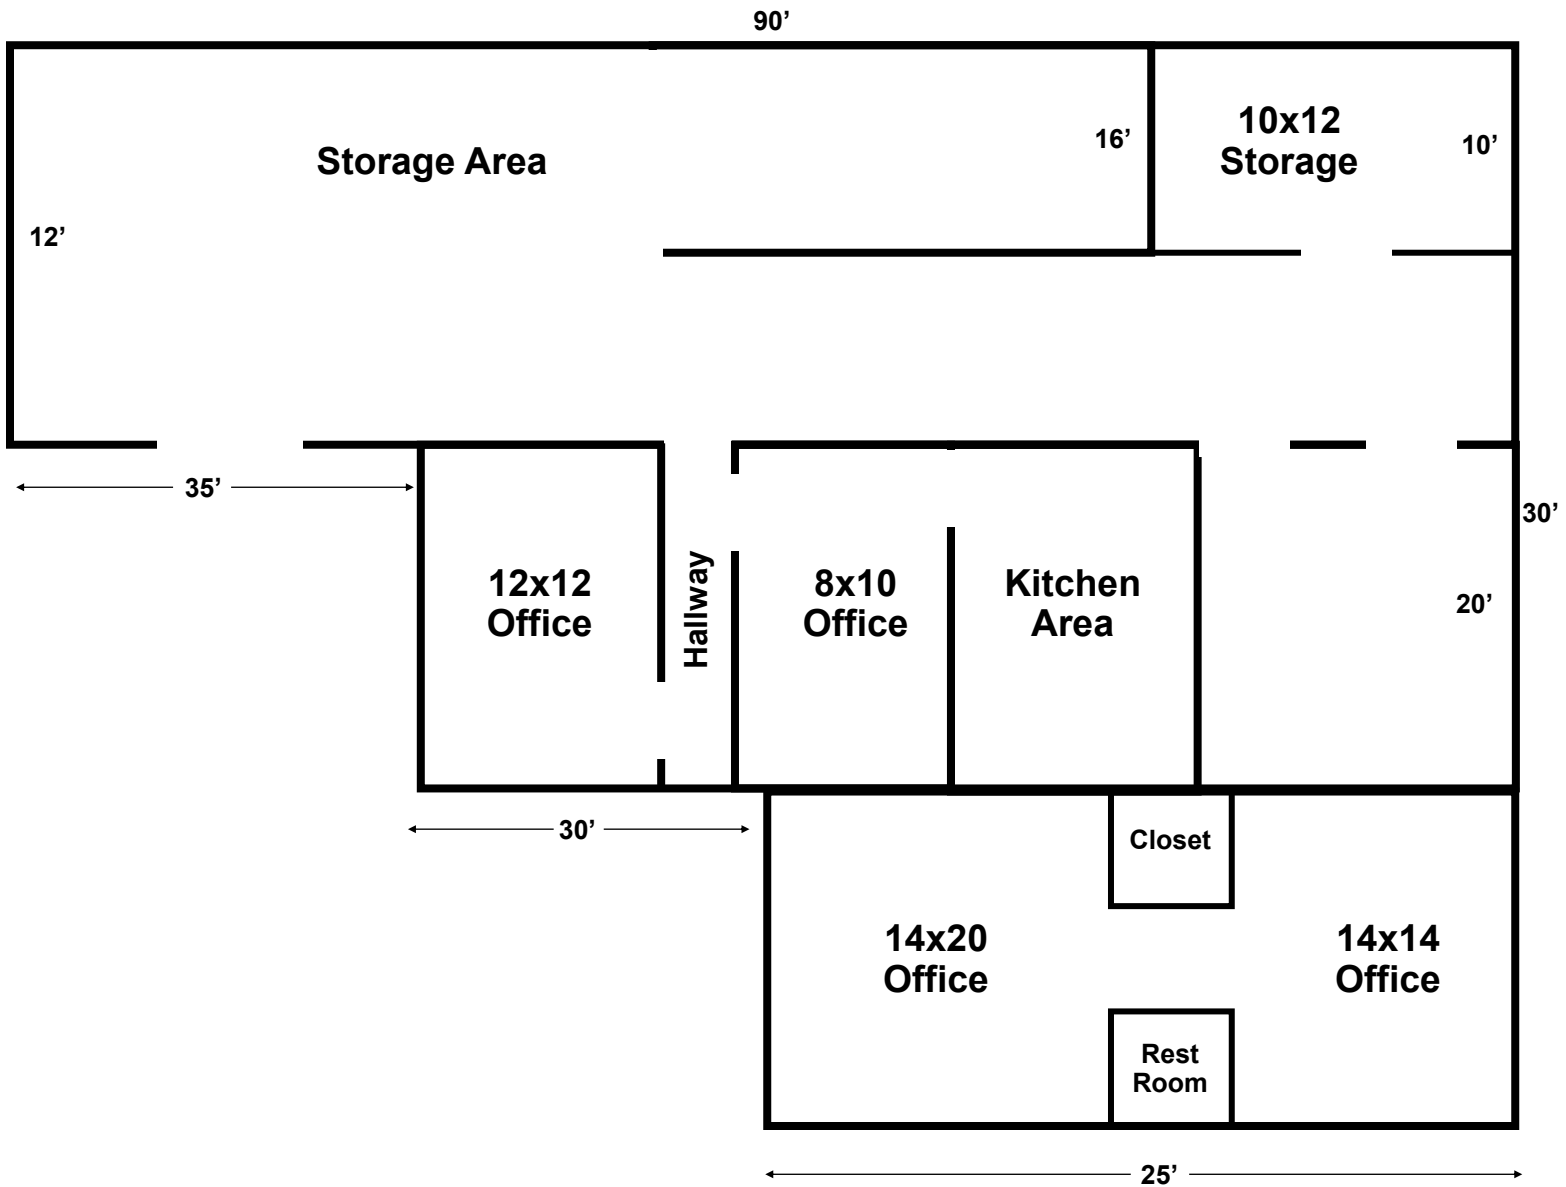 90’
16’
10x12
Storage
10’
Storage Area
12’
35’
30’
12x12
Office
Hallway
8x10
Office
Kitchen
Area
20’
30’
Closet
14x20
Office
14x14
Office
Rest
Room
25’